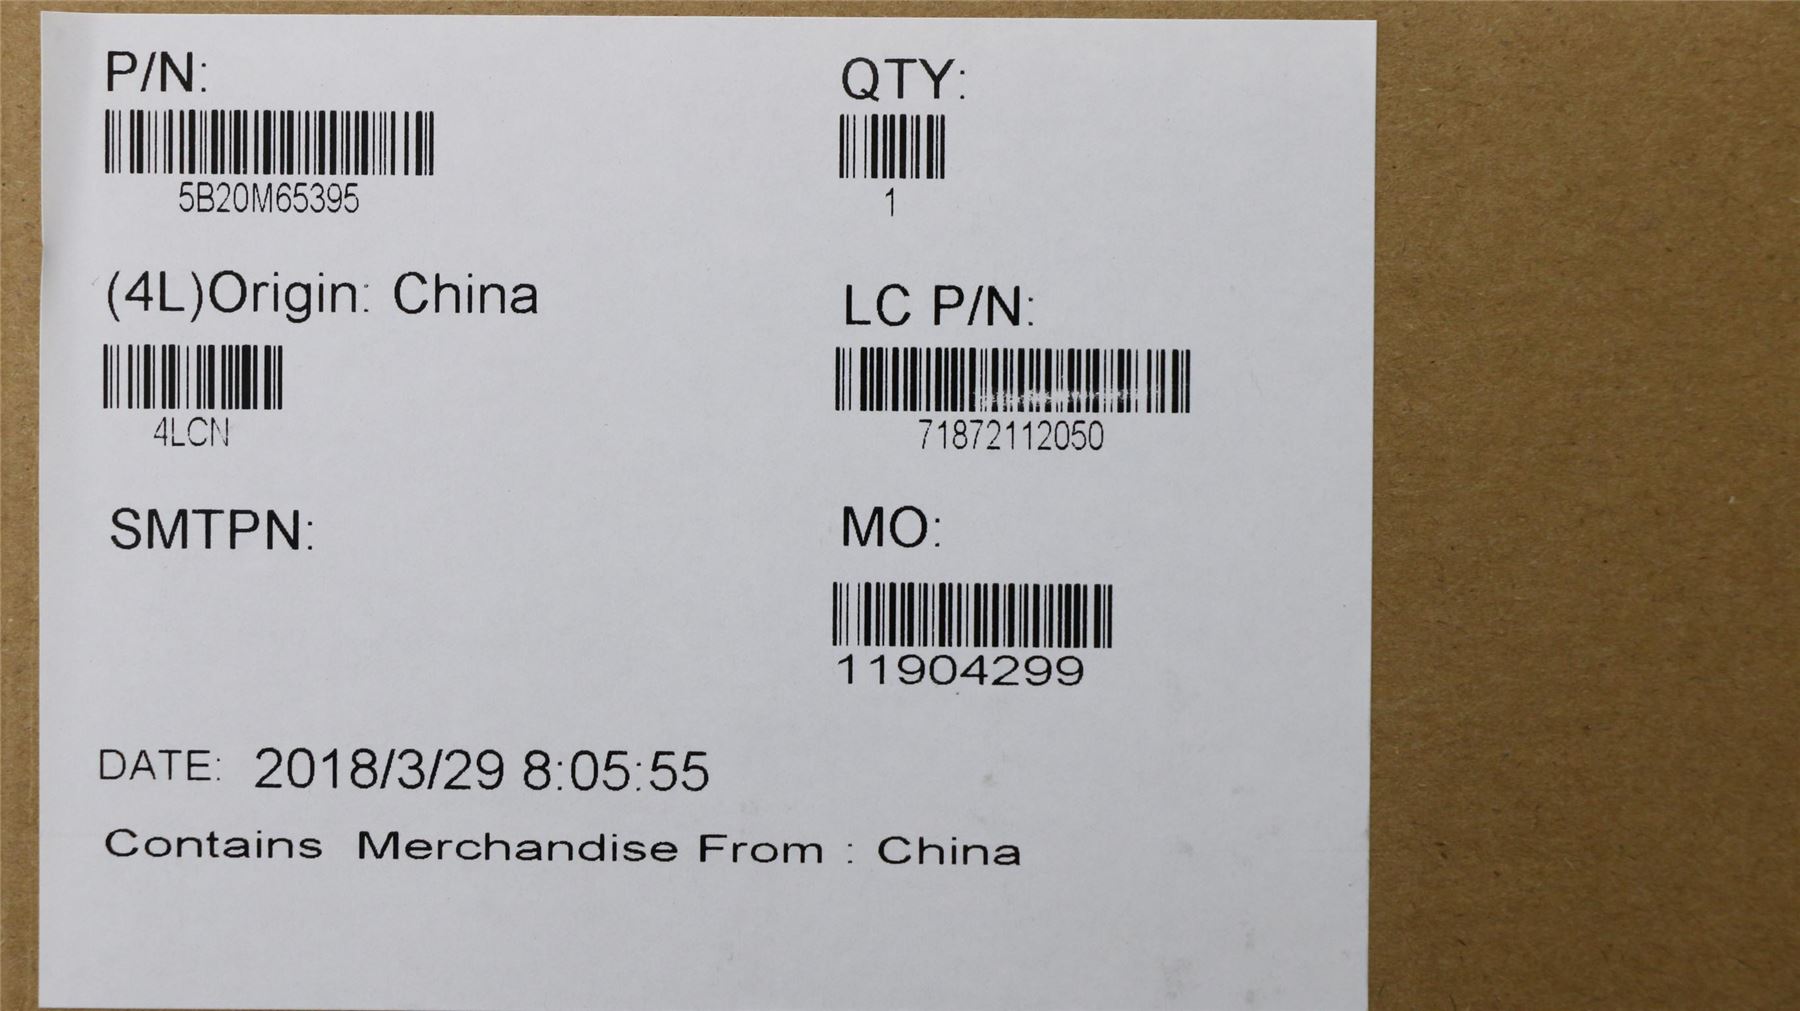 P/N:
5B20M65395
QTY:
1
(4L)Origin: China
4LCN
LC P/N:
71872112050
SMTPN:
MO:
11904299
DATE: 2018/3/29 8:05:55
Contains Merchandise From : China